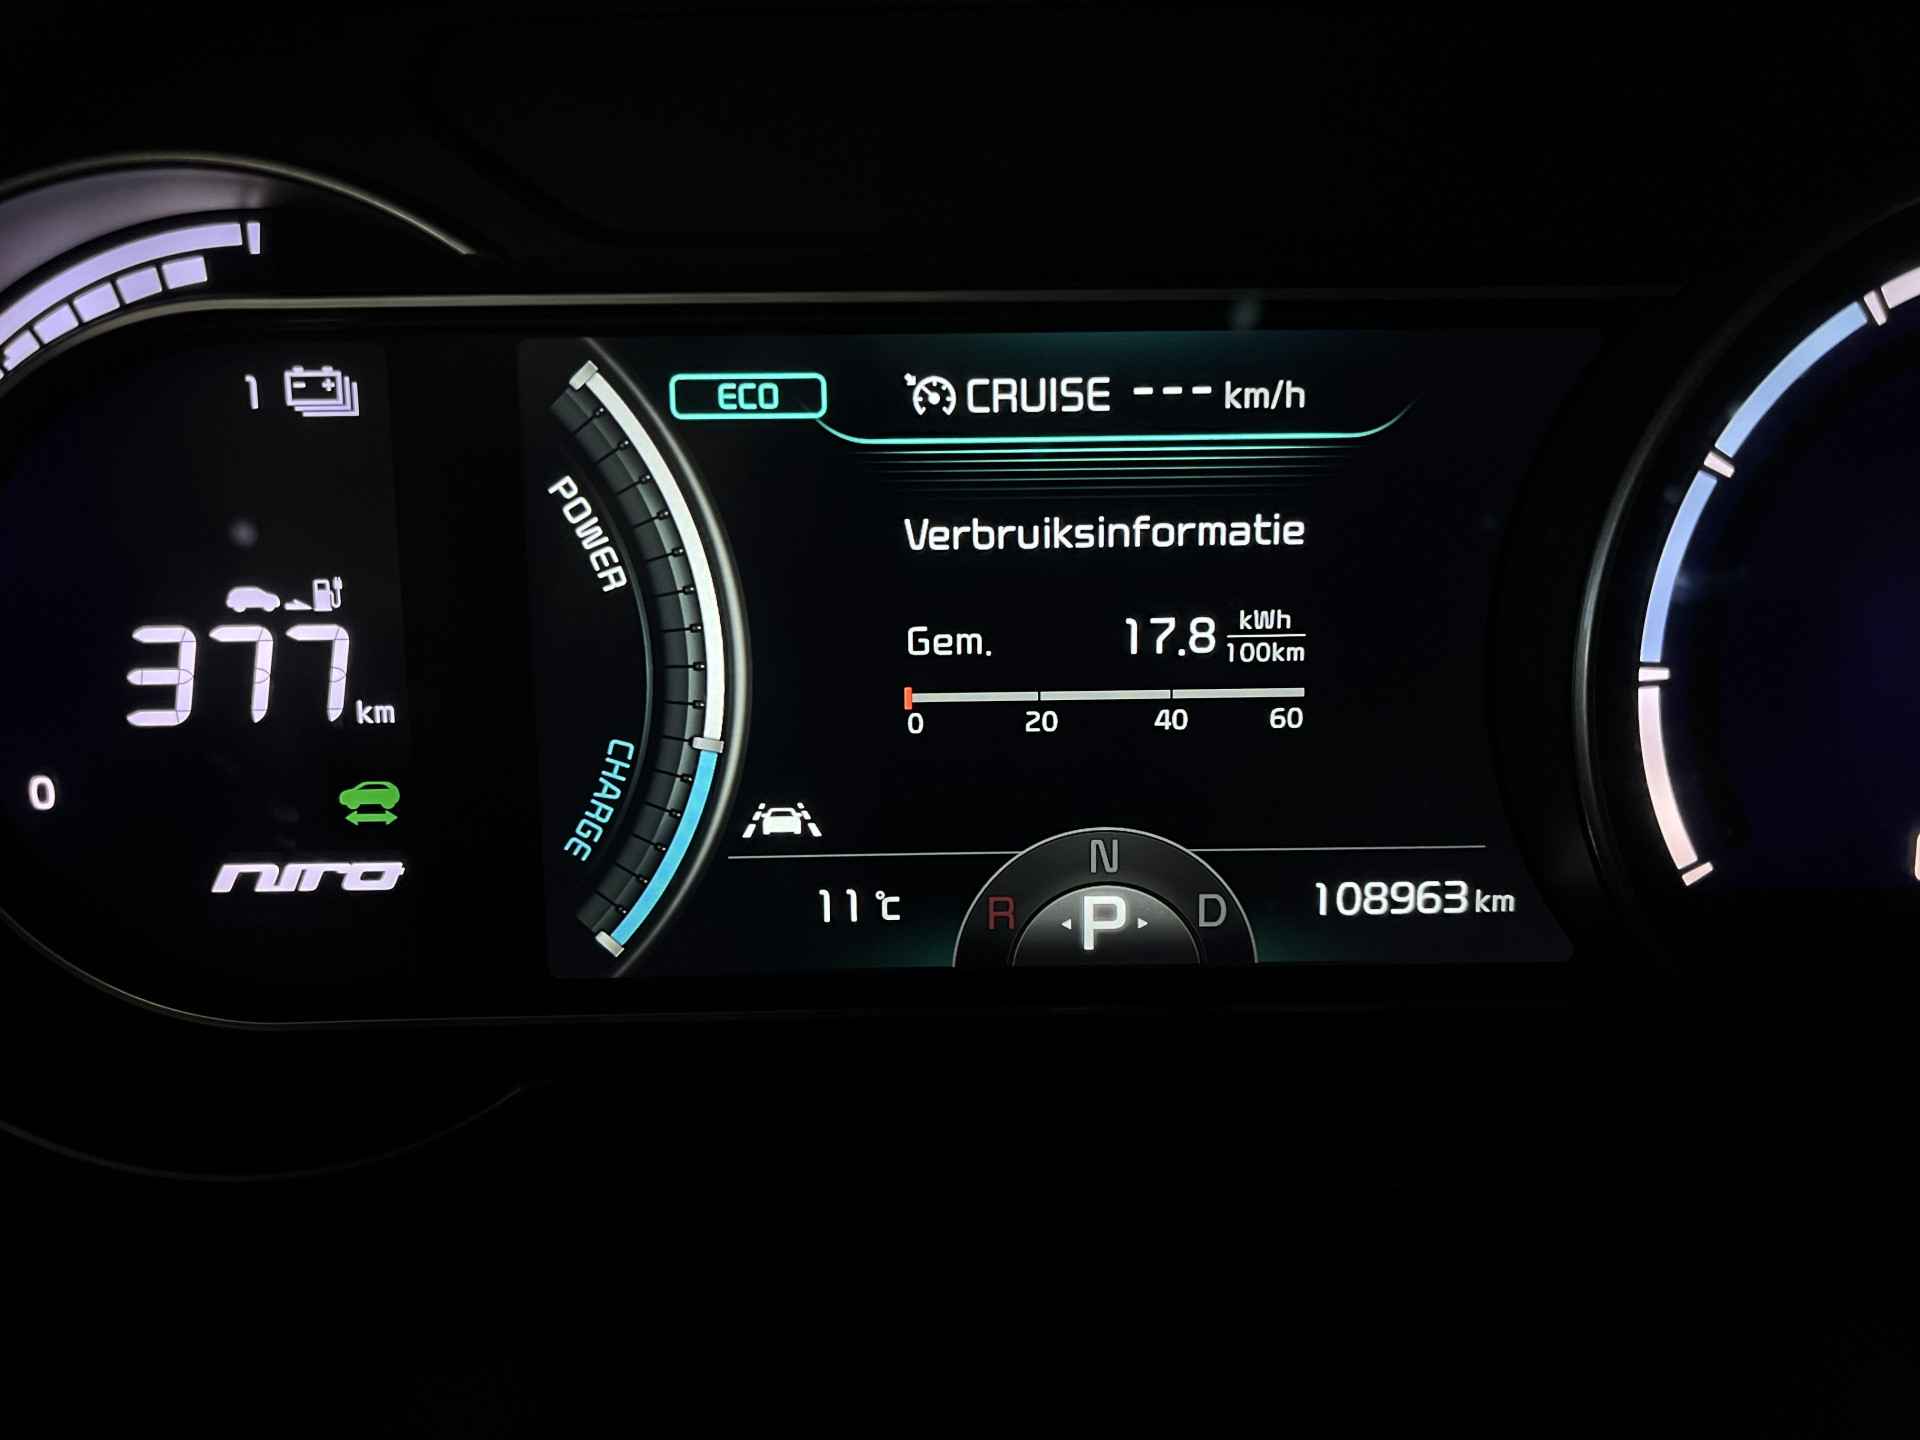 1
ECO
CRUISE --- km/h
POWER
Verbruiksinformatie
Gem. 17.8 kWh
100km
377 km
0 20 40 60
CHARGE
0
niro
N
R P D
11 °C
108963 km